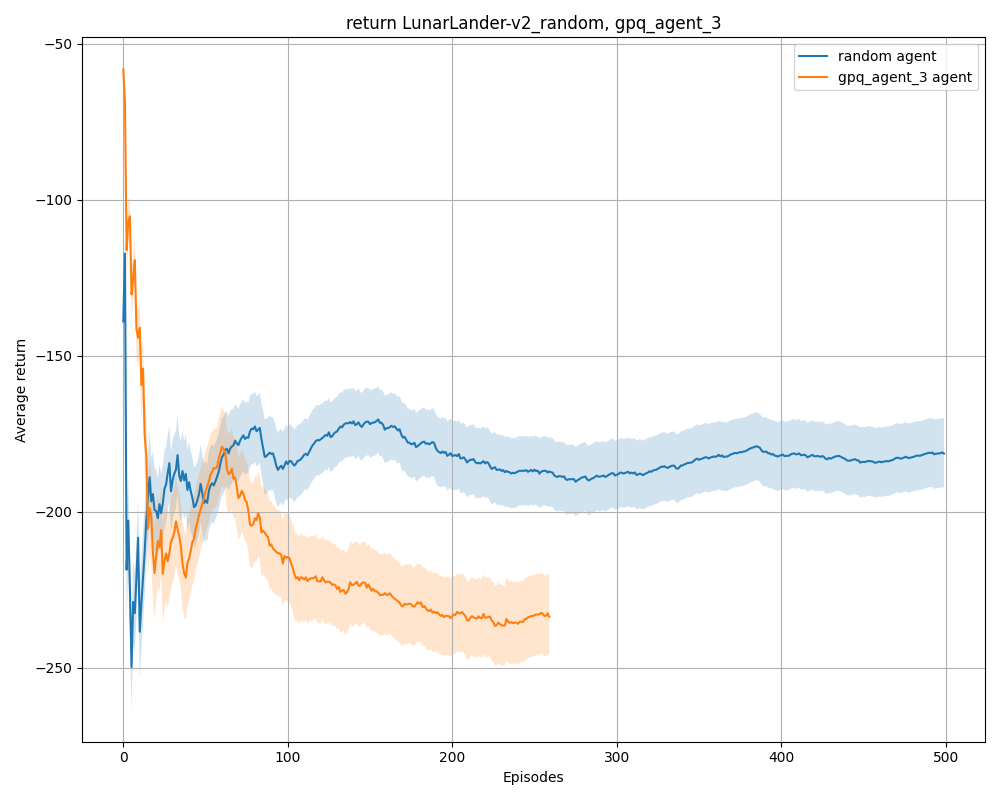 return LunarLander-v2_random, gpq_agent_3
random agent
gpq_agent_3 agent
Average return
−50
−100
−150
−200
−250
0
100
200
300
400
500
Episodes